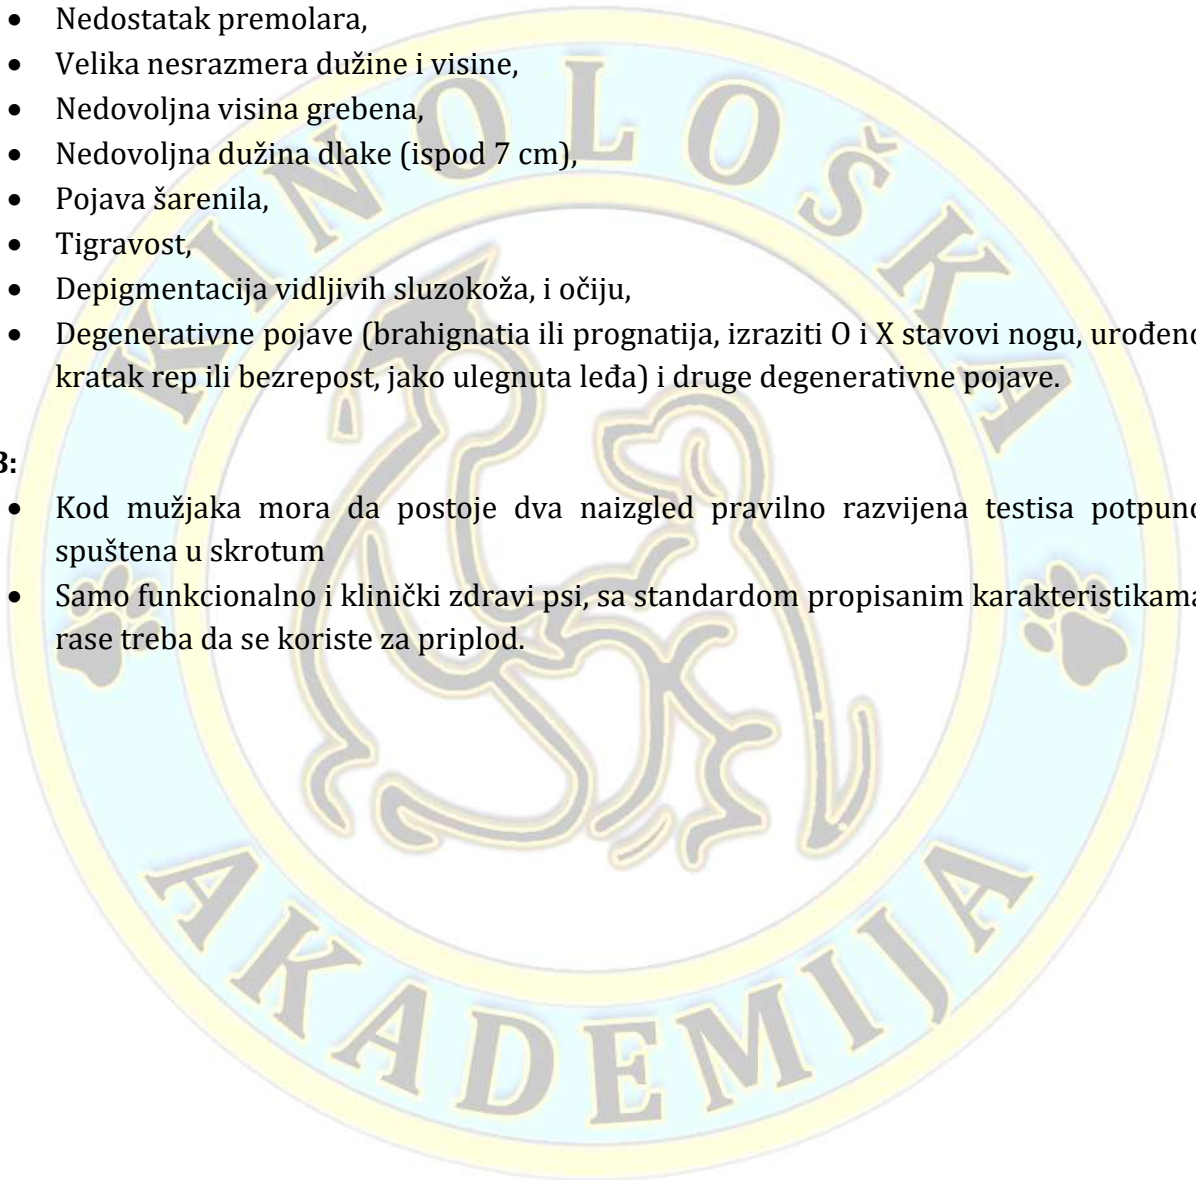 • Nedostatak premolara,
• Velika nesrazmera dužine i visine,
• Nedovoljna visina grebena,
• Nedovoljna dužina dlake (ispod 7 cm),
• Pojava šarenila,
• Tigravost,
• Depigmentacija vidljivih sluzokoža, i očiju,
• Degenerativne pojave (brahignatia ili prognatija, izraziti O i X stavovi nogu, urođeno
kratak rep ili bezrepost, jako ulegnuta leđa) i druge degenerativne pojave.
B:
• Kod mužjaka mora da postoje dva naizgled pravilno razvijena testisa potpuno
spuštena u skrotum
• Samo funkcionalno i klinički zdravi psi, sa standardom propisanim karakteristikama
rase treba da se koriste za priplod.
KINOLOŠKA
AKADEMIJA